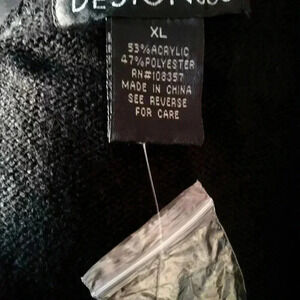 XL
53% ACRYLIC
47% POLYESTER
RN#108357
MADE IN CHINA
SEE REVERSE
FOR CARE